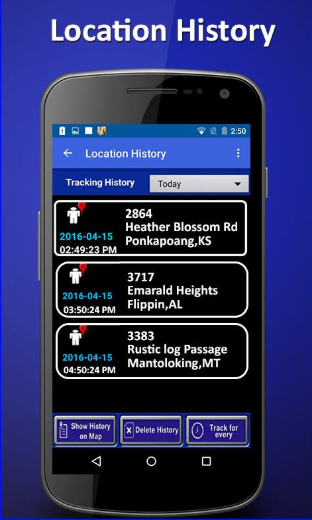 Location History
2:50
Location History
Tracking History
Today
2864
Heather Blossom Rd
Ponkapoang,KS
2016-04-15
02:49:23 PM
3717
Emarald Heights
Flippin,AL
2016-04-15
03:50:24 PM
3383
Rustic log Passage
Mantoloking,MT
2016-04-15
04:50:24 PM
Show History
on Map
Delete History
Track for
every